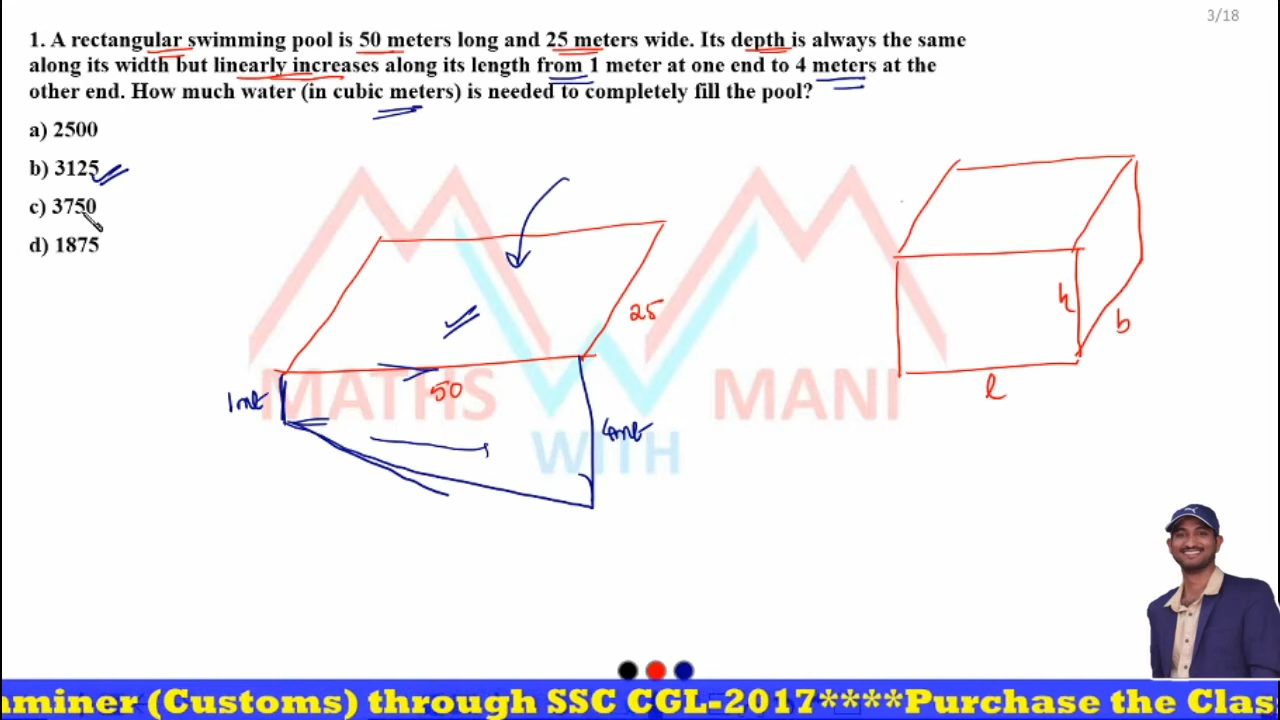 3/18
1. A rectangular swimming pool is 50 meters long and 25 meters wide. Its depth is always the same
along its width but linearly increases along its length from 1 meter at one end to 4 meters at the
other end. How much water (in cubic meters) is needed to completely fill the pool?
a) 2500
b) 3125
c) 3750
d) 1875
25
50
h
b
l
MATHS
WITH
MANI
aminer (Customs) through SSC CGL-2017****Purchase the Clas